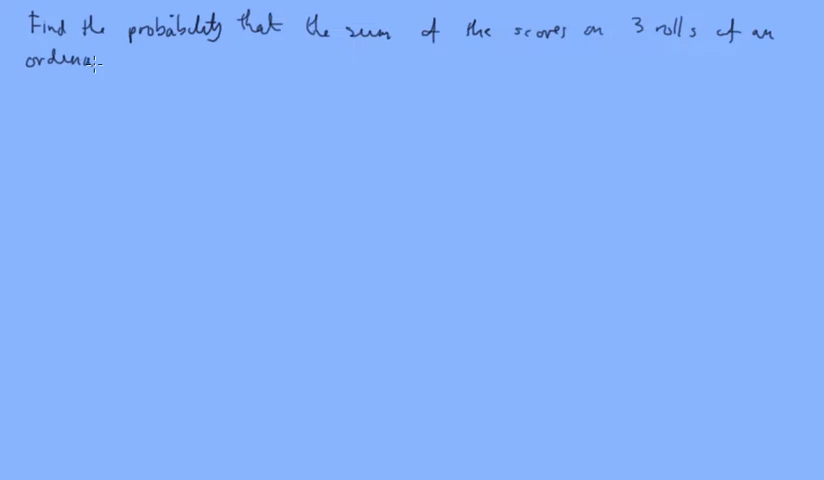 Find the probability that the sum of the scores on 3 rolls of an
ordina